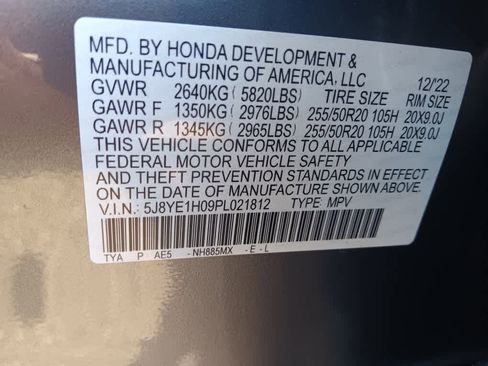 MFD. BY HONDA DEVELOPMENT &
MANUFACTURING OF AMERICA, LLC 12/'22
GVWR 2640KG ( 5820LBS) TIRE SIZE RIM SIZE
GAWR F 1350KG ( 2976LBS) 255/50R20 105H 20X9.0J
GAWR R 1345KG ( 2965LBS) 255/50R20 105H 20X9.0J
THIS VEHICLE CONFORMS TO ALL APPLICABLE
FEDERAL MOTOR VEHICLE SAFETY
AND THEFT PREVENTION STANDARDS
IN EFFECT ON THE DATE OF
MANUFACTURE SHOWN ABOVE.
V.I.N.: 5J8YE1H09PL021812 TYPE: MPV
TYA P AE5 - NH885MX - E - L